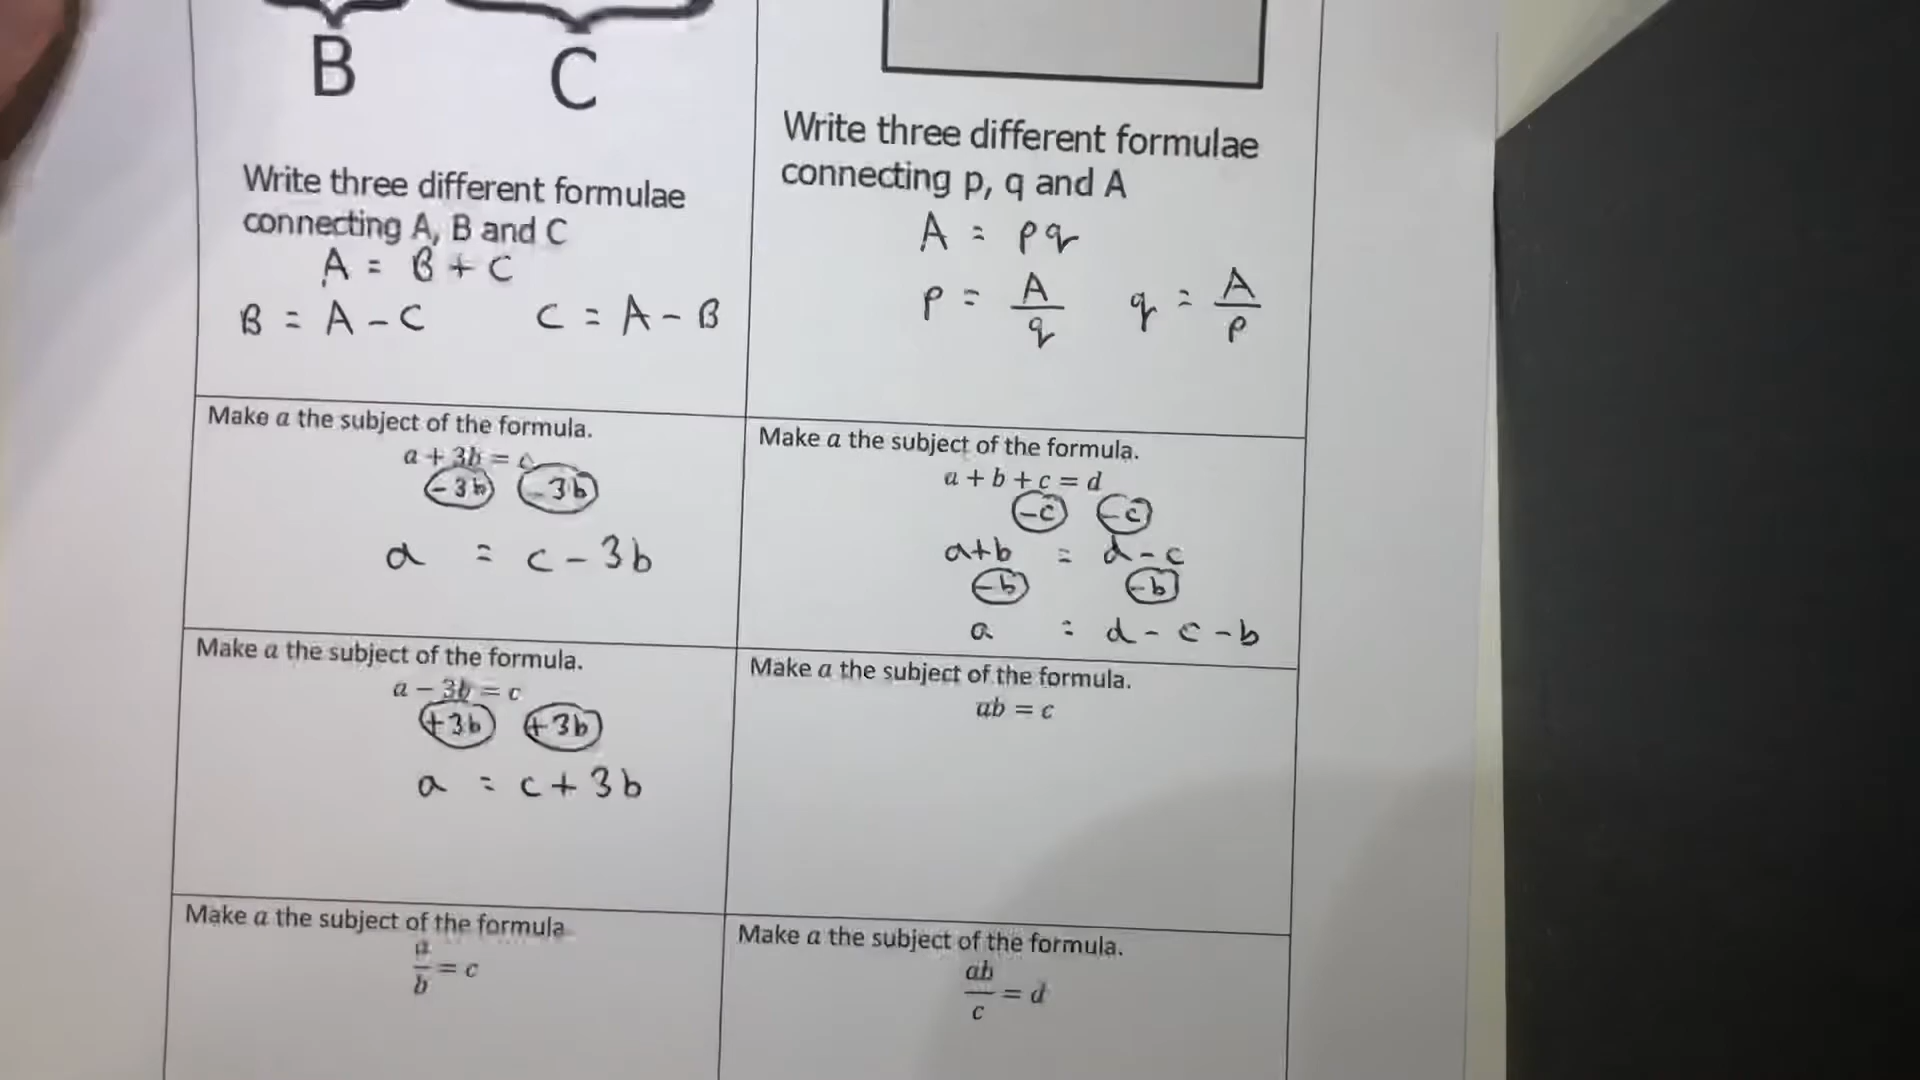 B C
Write three different formulae
connecting A, B and C
A = B + C
B = A - C C = A - B
Write three different formulae
connecting p, q and A
A = pq
p = A/q q = A/p
Make a the subject of the formula.
a + 3b = c
-3b -3b
a = c - 3b
Make a the subject of the formula.
a + b + c = d
-c -c
a+b = d-c
-b -b
a = d - c - b
Make a the subject of the formula.
a − 3b = c
+3b +3b
a = c + 3b
Make a the subject of the formula.
ab = c
Make a the subject of the formula
a/b = c
Make a the subject of the formula.
ab/c = d